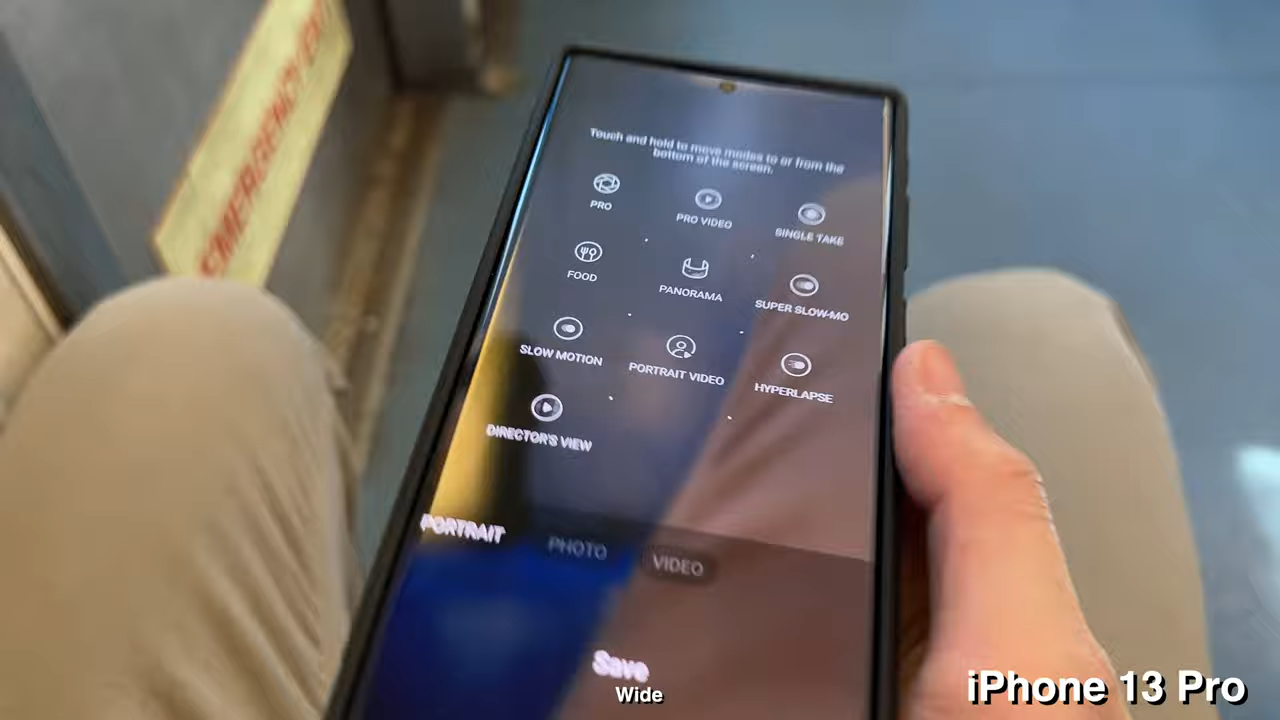 EMERGENCY
Touch and hold to move modes to or from the
bottom of the screen.
PRO
PRO VIDEO
SINGLE TAKE
FOOD
PANORAMA
SUPER SLOW-MO
SLOW MOTION
PORTRAIT VIDEO
HYPERLAPSE
DIRECTOR'S VIEW
PORTRAIT
PHOTO
VIDEO
Save
Wide
iPhone 13 Pro